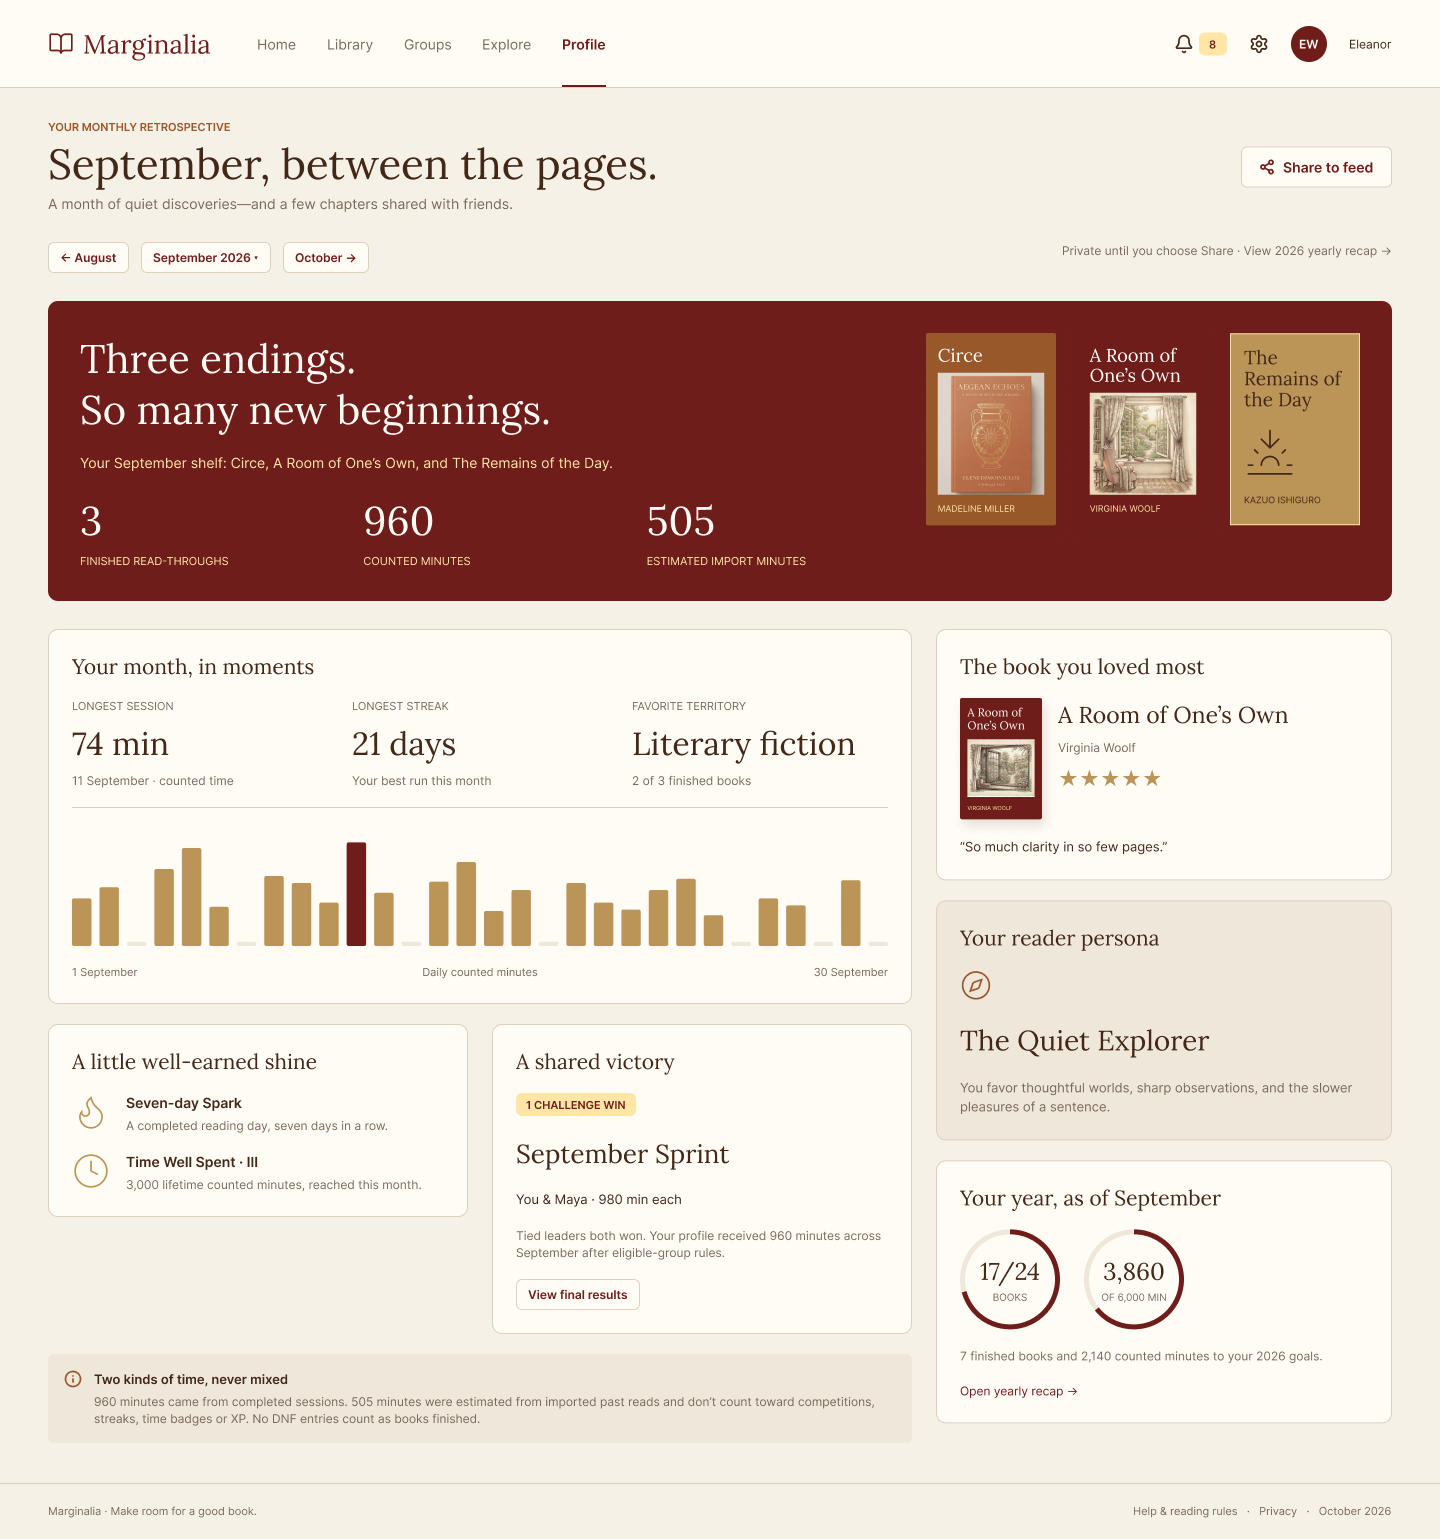 Marginalia
Home
Library
Groups
Explore
Profile
8
EW
Eleanor
YOUR MONTHLY RETROSPECTIVE
September, between the pages.
A month of quiet discoveries—and a few chapters shared with friends.
Share to feed
← August
September 2026
October →
Private until you choose Share · View 2026 yearly recap →
Three endings.
So many new beginnings.
Your September shelf: Circe, A Room of One’s Own, and The Remains of the Day.
3
FINISHED READ-THROUGHS
960
COUNTED MINUTES
505
ESTIMATED IMPORT MINUTES
Circe
AEGEAN ECHOES
MADELINE MILLER
A Room of
One’s Own
VIRGINIA WOOLF
The
Remains of
the Day
KAZUO ISHIGURO
Your month, in moments
LONGEST SESSION
74 min
11 September · counted time
LONGEST STREAK
21 days
Your best run this month
FAVORITE TERRITORY
Literary fiction
2 of 3 finished books
1 September
Daily counted minutes
30 September
The book you loved most
A Room of
One’s Own
VIRGINIA WOOLF
A Room of One’s Own
Virginia Woolf
★★★★★
“So much clarity in so few pages.”
Your reader persona
The Quiet Explorer
You favor thoughtful worlds, sharp observations, and the slower
pleasures of a sentence.
A little well-earned shine
Seven-day Spark
A completed reading day, seven days in a row.
Time Well Spent · III
3,000 lifetime counted minutes, reached this month.
A shared victory
1 CHALLENGE WIN
September Sprint
You & Maya · 980 min each
Tied leaders both won. Your profile received 960 minutes across
September after eligible-group rules.
View final results
Your year, as of September
17/24
BOOKS
3,860
OF 6,000 MIN
7 finished books and 2,140 counted minutes to your 2026 goals.
Open yearly recap →
Two kinds of time, never mixed
960 minutes came from completed sessions. 505 minutes were estimated from imported past reads and don’t count toward competitions,
streaks, time badges or XP. No DNF entries count as books finished.
Marginalia · Make room for a good book.
Help & reading rules · Privacy · October 2026